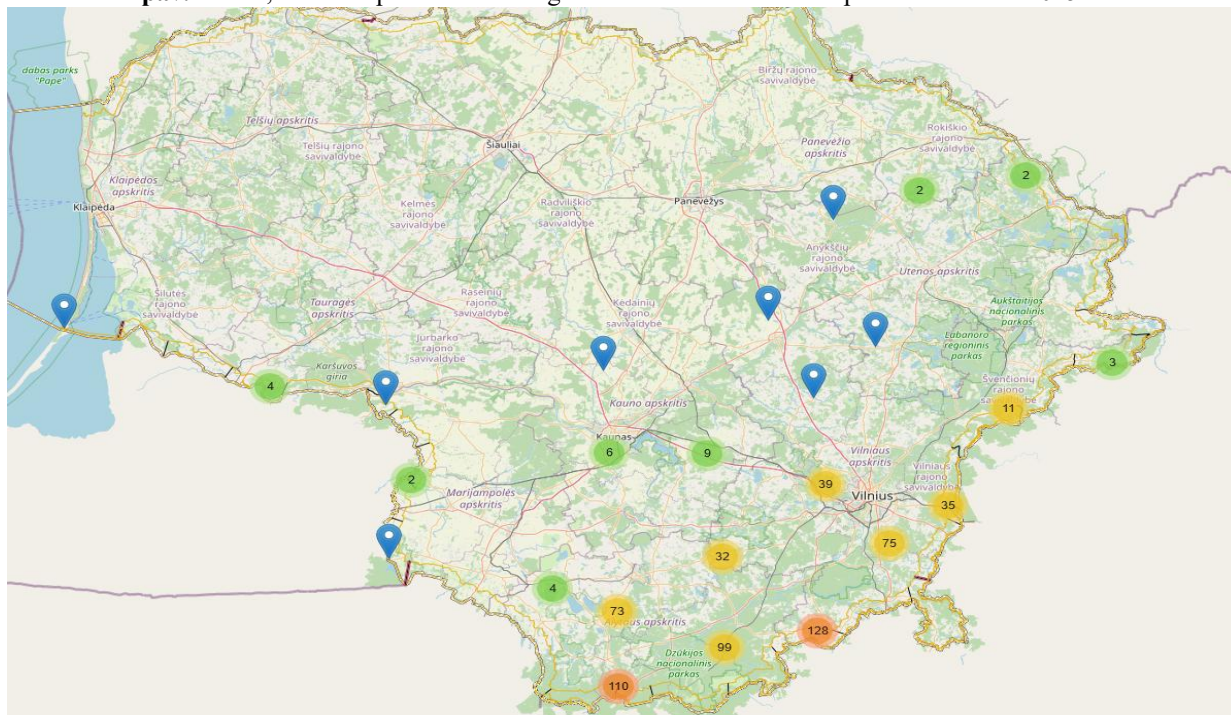 dabas parks
"Pape"
Biržų rajono
savivaldybė
Telšių apskritis
Telšių rajono
savivaldybė
Šiauliai
Panevėžio
apskritis
Rokiškio
rajono
savivaldybė
Klaipėdos
apskritis
Klaipėda
Kelmės
rajono
savivaldybė
Radviliškio
rajono
savivaldybė
Panevėžys
2
2
Anykščių
rajono
savivaldybė
Utenos apskritis
Šilutės
rajono
savivaldybė
Tauragės
apskritis
Raseinių
rajono
savivaldybė
Kėdainių
rajono
savivaldybė
Aukštaitijos
nacionalinis
parkas
Labanoro
regioninis
parkas
Jurbarko
rajono
savivaldybė
Karšuvos
giria
4
3
Švenčionių
rajono
savivaldybė
11
Kauno apskritis
Kaunas
6
9
Vilniaus
apskritis
Vilniaus
rajono
savivaldybė
2
Marijampolės
apskritis
39
Vilnius
35
75
32
4
73
Alytaus apskritis
128
99
Dzūkijos
nacionalinis
parkas
110